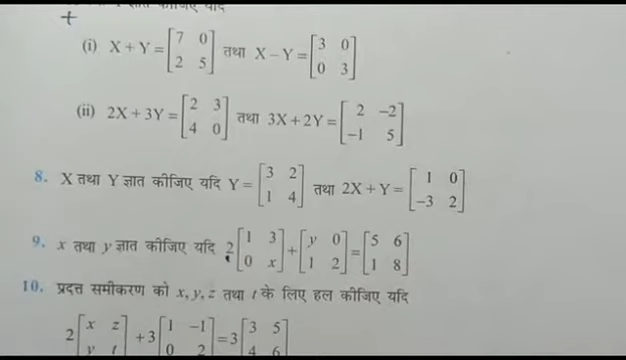 ज्ञात कीजिए यदि
+
(i) X + Y = [7 0 2 5] तथा X – Y = [3 0 0 3]
(ii) 2X + 3Y = [2 3 4 0] तथा 3X + 2Y = [2 –2 –1 5]
8. X तथा Y ज्ञात कीजिए यदि Y = [3 2 1 4] तथा 2X + Y = [1 0 –3 2]
9. x तथा y ज्ञात कीजिए यदि 2[1 3 0 x] + [y 0 1 2] = [5 6 1 8]
10. प्रदत्त समीकरण को x, y, z तथा t के लिए हल कीजिए यदि
2[x z y t] + 3[1 –1 0 2] = 3[3 5 4 6]